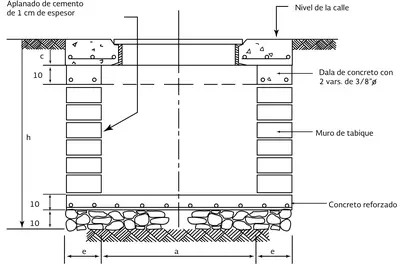 Aplanado de cemento
de 1 cm de espesor
Nivel de la calle
c
10
Dala de concreto con
2 vars. de 3/8"ø
h
Muro de tabique
10
Concreto reforzado
10
e
a
e